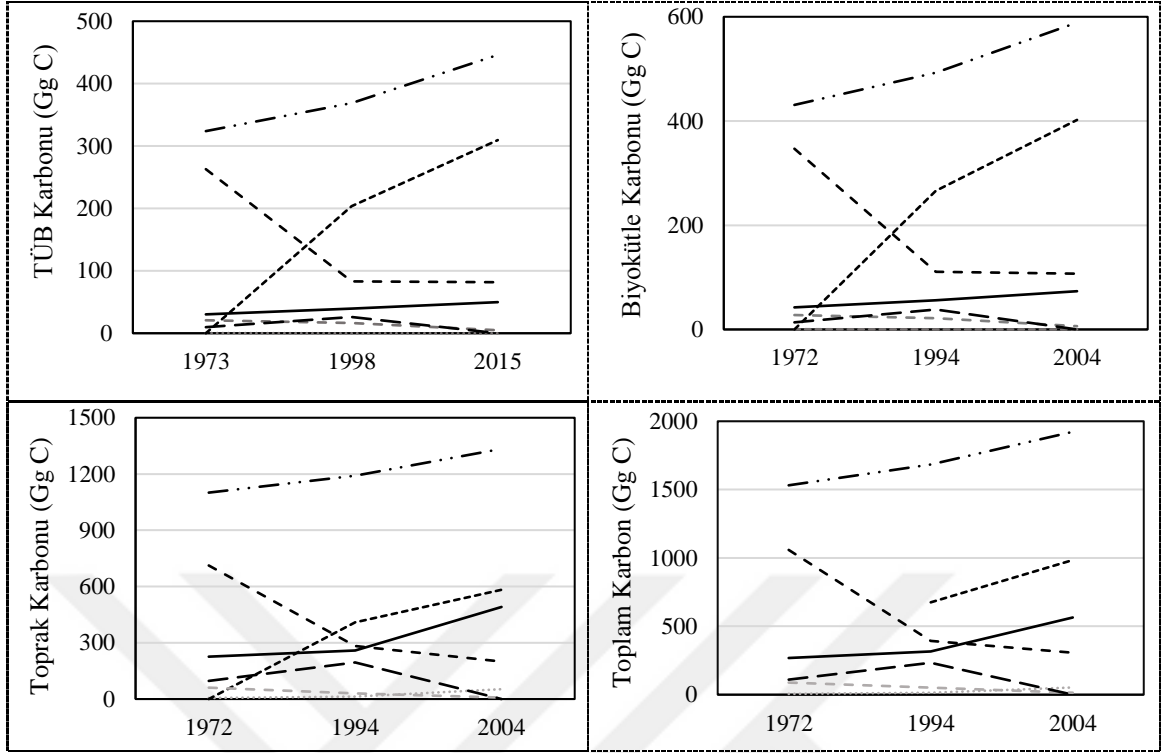 TÜB Karbonu (Gg C)
500
400
300
200
100
0
1973 1998 2015
Biyokütle Karbonu (Gg C)
600
400
200
0
1972 1994 2004
Toprak Karbonu (Gg C)
1500
1200
900
600
300
0
1972 1994 2004
Toplam Karbon (Gg C)
2000
1500
1000
500
0
1972 1994 2004